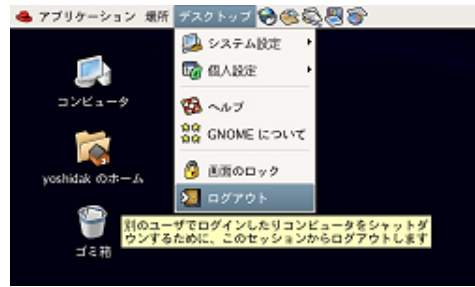 アプリケーション 場所 デスクトップ
システム設定
個人設定
コンピュータ
ヘルプ
GNOME について
yoshidak のホーム
画面のロック
ログアウト
別のユーザでログインしたりコンピュータをシャットダ
ウンするために、このセッションからログアウトします
ゴミ箱